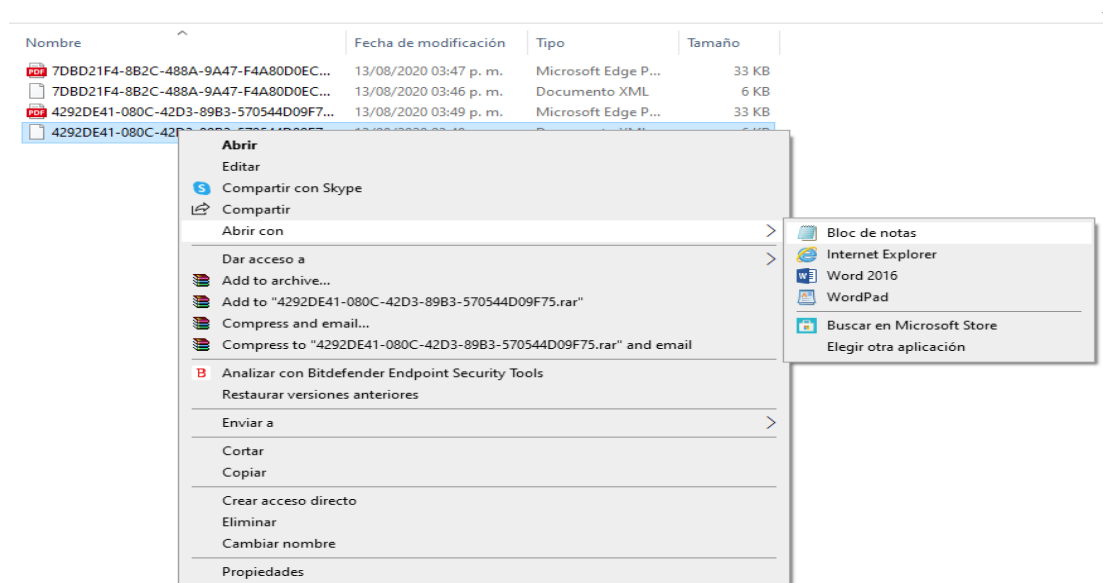 Nombre Fecha de modificación Tipo Tamaño
7DBD21F4-8B2C-488A-9A47-F4A80D0EC... 13/08/2020 03:47 p. m. Microsoft Edge P... 33 KB
7DBD21F4-8B2C-488A-9A47-F4A80D0EC... 13/08/2020 03:46 p. m. Documento XML 6 KB
4292DE41-080C-42D3-89B3-570544D09F7... 13/08/2020 03:49 p. m. Microsoft Edge P... 33 KB
4292DE41-080C-42D3-89B3-570544D09F7...
Abrir
Editar
Compartir con Skype
Compartir
Abrir con
Dar acceso a
Add to archive...
Add to "4292DE41-080C-42D3-89B3-570544D09F75.rar"
Compress and email...
Compress to "4292DE41-080C-42D3-89B3-570544D09F75.rar" and email
Analizar con Bitdefender Endpoint Security Tools
Restaurar versiones anteriores
Enviar a
Cortar
Copiar
Crear acceso directo
Eliminar
Cambiar nombre
Propiedades
Bloc de notas
Internet Explorer
Word 2016
WordPad
Buscar en Microsoft Store
Elegir otra aplicación